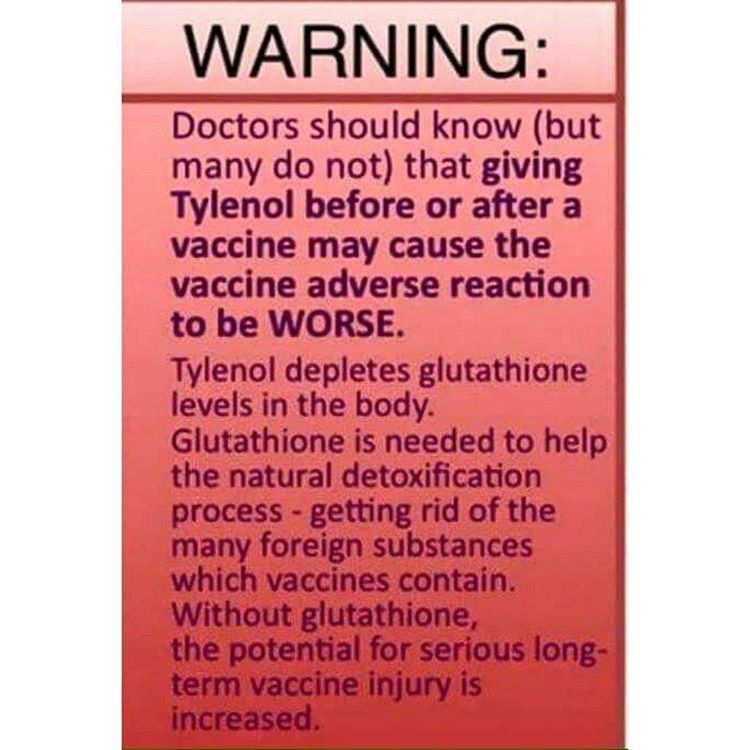 WARNING:
Doctors should know (but
many do not) that giving
Tylenol before or after a
vaccine may cause the
vaccine adverse reaction
to be WORSE.
Tylenol depletes glutathione
levels in the body.
Glutathione is needed to help
the natural detoxification
process - getting rid of the
many foreign substances
which vaccines contain.
Without glutathione,
the potential for serious long-
term vaccine injury is
increased.